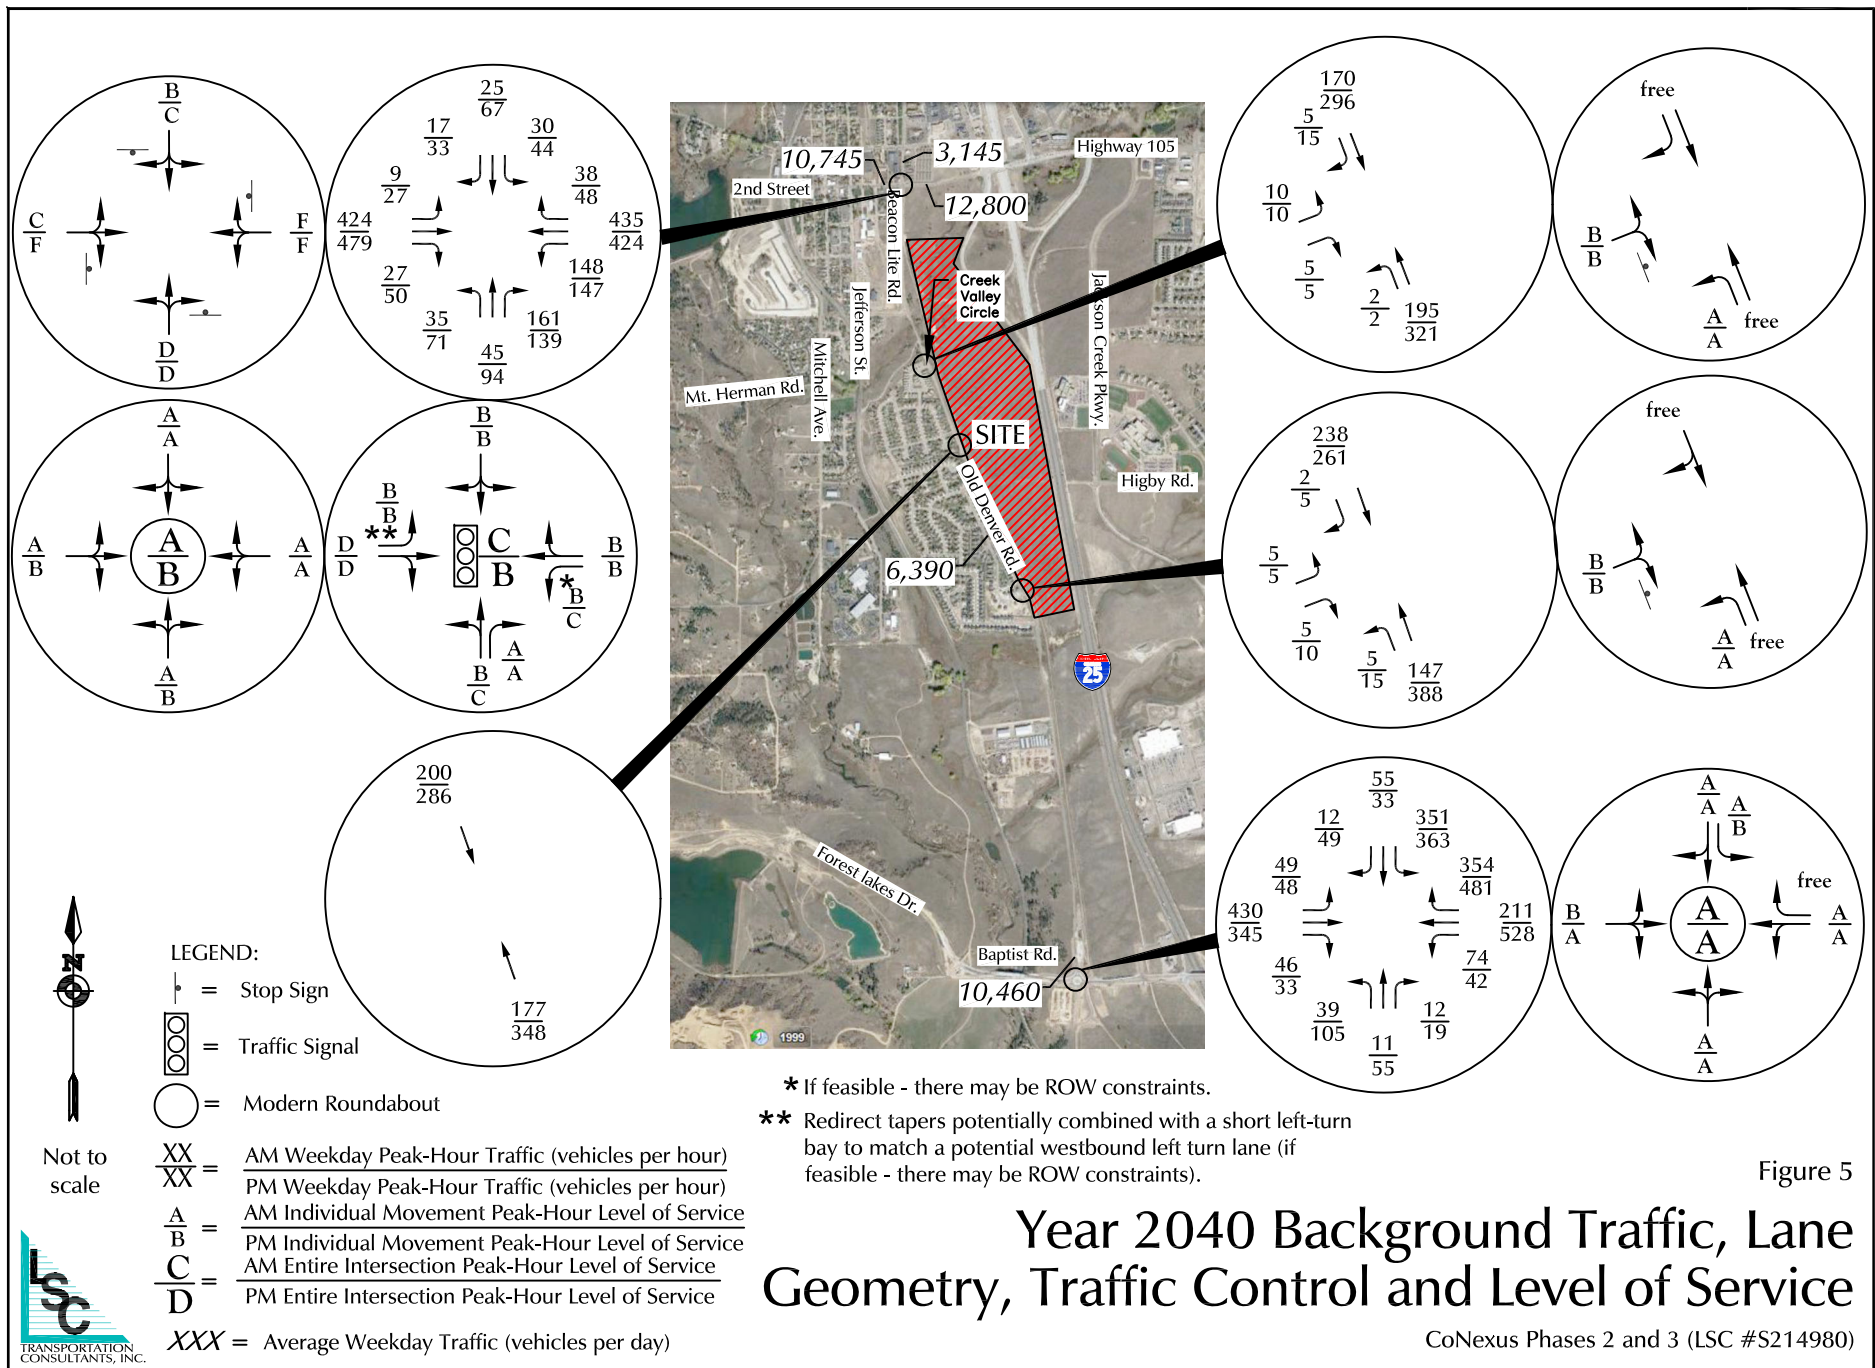 B
C
C
F
F
F
D
D
25
67
17
33
30
44
9
27
38
48
424
479
435
424
27
50
148
147
35
71
161
139
45
94
A
A
A
B
A
B
A
A
A
B
B
B
B
B
**
D
D
C
B
B
B
*
B
C
A
A
B
C
200
286
177
348
10,745
3,145
Highway 105
2nd Street
12,800
Beacon Lite Rd.
Creek
Valley
Circle
Jefferson St.
Jackson Creek Pkwy.
Mitchell Ave.
Mt. Herman Rd.
SITE
Old Denver Rd.
Higby Rd.
6,390
25
Forest lakes Dr.
Baptist Rd.
10,460
1999
170
296
5
15
10
10
5
5
2
2
195
321
free
B
B
A
A
free
238
261
2
5
5
5
5
10
5
15
147
388
free
B
B
A
A
free
55
33
12
49
351
363
49
48
354
481
430
345
211
528
46
33
74
42
39
105
12
19
11
55
A
A
A
B
free
B
A
A
A
A
A
A
A
N
Not to
scale
LEGEND:
= Stop Sign
= Traffic Signal
= Modern Roundabout
XX
XX
= AM Weekday Peak-Hour Traffic (vehicles per hour)
PM Weekday Peak-Hour Traffic (vehicles per hour)
A
B
= AM Individual Movement Peak-Hour Level of Service
PM Individual Movement Peak-Hour Level of Service
C
D
= AM Entire Intersection Peak-Hour Level of Service
PM Entire Intersection Peak-Hour Level of Service
XXX = Average Weekday Traffic (vehicles per day)
* If feasible - there may be ROW constraints.
** Redirect tapers potentially combined with a short left-turn
bay to match a potential westbound left turn lane (if
feasible - there may be ROW constraints).
Figure 5
Year 2040 Background Traffic, Lane
Geometry, Traffic Control and Level of Service
CoNexus Phases 2 and 3 (LSC #S214980)
LSC
TRANSPORTATION
CONSULTANTS, INC.